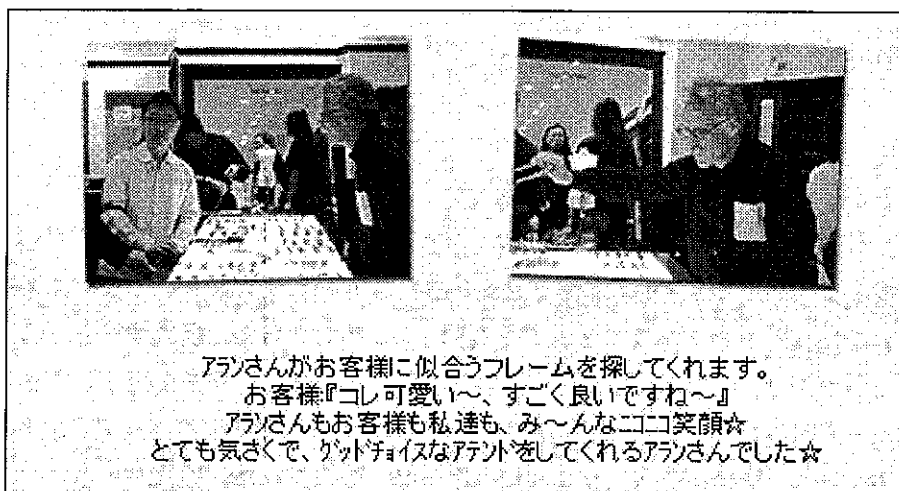 アランさんがお客様に似合うフレームを探してくれます。
お客様『コレ可愛い～、すごく良いですね～』
アランさんもお客様も私達も、み～んなニコニコ笑顔☆
とても気さくで、グッドチョイスなアテンドをしてくれるアランさんでした☆